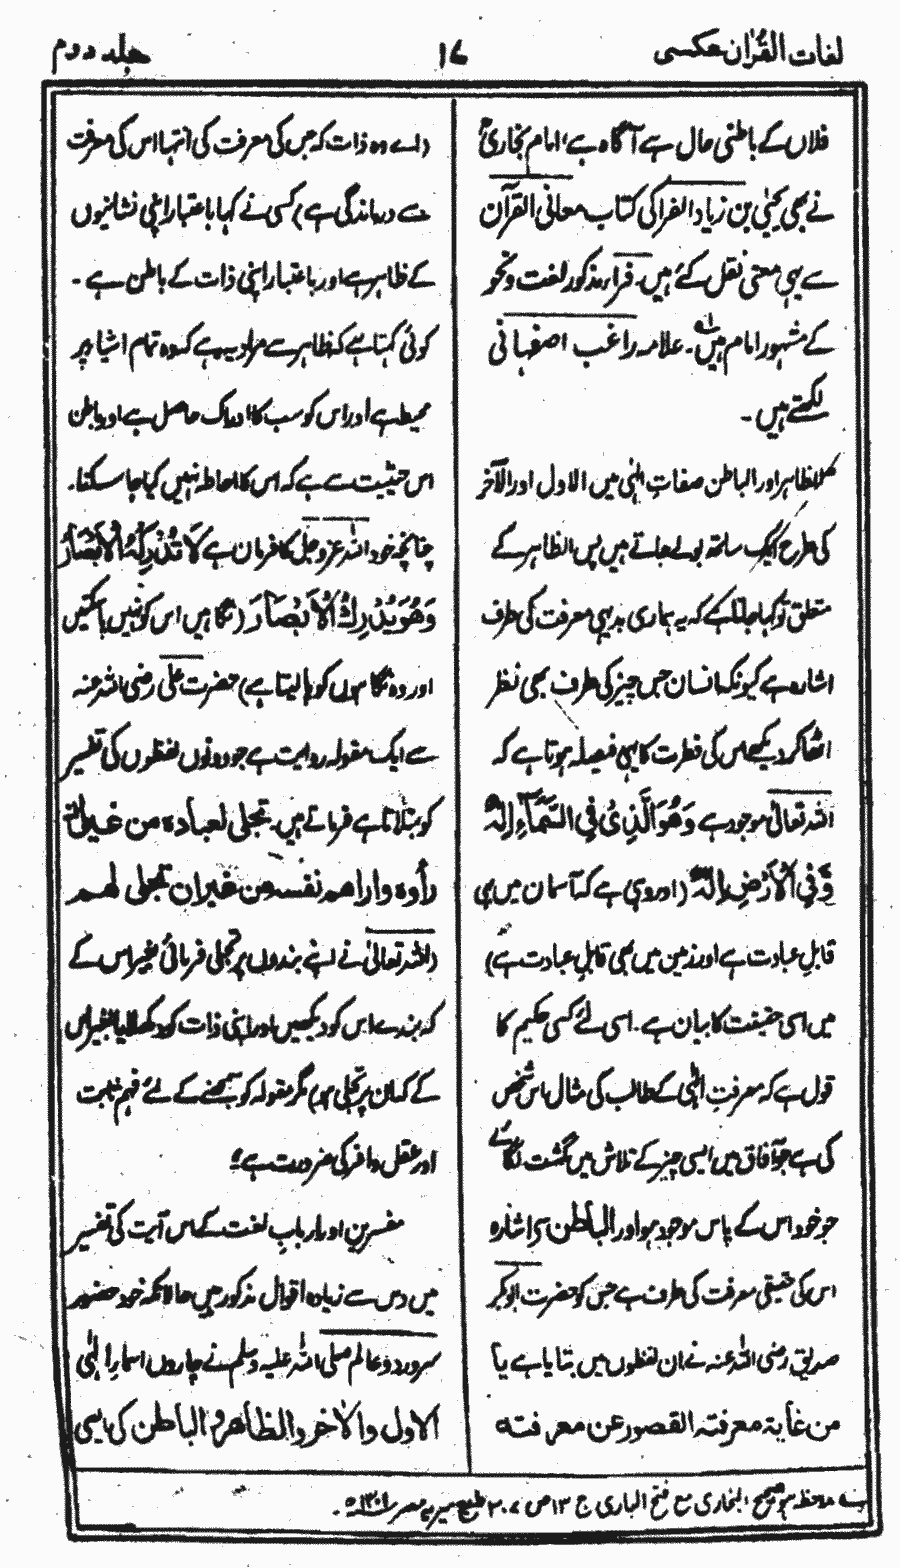 لغات القرآن عکسی
۱۷
جلد دوم
فلاں کے باطنی حال سے آگاہ ہے، امام بخاریؒ
نے بھی یحییٰ بن زیاد الفرا کی کتاب معانی القرآن
سے یہی معنی نقل کئے ہیں۔ فرا، مذکور لغت و نحو
کے مشہور امام ہیں۔ علامہ راغب اصفہانی
لکھتے ہیں۔
الظاہر اور الباطن صفاتِ الٰہی میں الاول اور الآخر
کی طرح ایک ساتھ بولے جاتے ہیں پس الظاہر کے
متعلق تو کہا جاتا ہے کہ یہ ہماری بدیہی معرفت کی طرف
اشارہ ہے کیونکہ انسان جس چیز کی طرف بھی نظر
اٹھا کر دیکھے اس کی فطرت کا یہی فیصلہ ہوتا ہے کہ
اللہ تعالیٰ موجود ہے وَهُوَ الَّذِیْ فِی السَّمَآءِ اِلٰهٌ
وَّفِی الْاَرْضِ اِلٰهٌ (اور وہی ہے کہ آسمان میں بھی
قابلِ عبادت ہے اور زمین میں بھی قابلِ عبادت ہے)
میں اسی حقیقت کا بیان ہے۔ اسی لئے کسی حکیم کا
قول ہے کہ معرفتِ الٰہی کے طالب کی مثال اس شخص
کی ہے جو آفاق میں ایسی چیز کے تلاش میں گشت لگائے
جو خود اس کے پاس موجود ہو اور الباطن سے اشارہ
اس کی حقیقی معرفت کی طرف ہے جس کو حضرت ابوبکر
صدیق رضی اللہ عنہ نے ان لفظوں میں بتایا ہے یا
من غایة معرفته القصور عن معرفته
(اے وہ ذات کہ جس کی معرفت کی انتہا اس کی معرفت
سے درماندگی ہے) کسی نے کہا باعتبار اپنی نشانیوں
کے ظاہر ہے اور باعتبار اپنی ذات کے باطن ہے۔
کوئی کہتا ہے کہ ظاہر سے مراد یہ ہے کہ وہ تمام اشیاء پر
محیط ہے اور اس کو سب کا ادراک حاصل ہے اور باطن
اس حیثیت سے ہے کہ اس کا احاطہ نہیں کیا جا سکتا۔
چنانچہ خود اللہ عزوجل کا فرمان ہے لَا تُدْرِكُهُ الْاَبْصَارُ
وَهُوَ يُدْرِكُ الْاَبْصَارَ (نگاہیں اس کو نہیں پا سکتیں
اور وہ نگاہوں کو پا لیتا ہے) حضرت علی رضی اللہ عنہ
سے ایک مقولہ روایت ہے جو دونوں لفظوں کی تفسیر
کو بتلاتا ہے فرماتے ہیں۔ تجلی لعباده من غیر ان
رأوه واراهم نفسه من غیر ان تجلی لهم
(اللہ تعالیٰ نے اپنے بندوں پر تجلی فرمائی بغیر اس کے
کہ بندے اس کو دیکھیں اور اپنی ذات کو دکھلایا بغیر اس
کے کہ ان پر تجلی ہو) مگر مقولہ کو سمجھنے کے لئے فہم ثابت
اور عقل وافر کی ضرورت ہے؛
مفسرین اور اربابِ لغت کے اس آیت کی تفسیر
میں دس سے زیادہ اقوال مذکور ہیں حالانکہ خود حضور
سرور دو عالم صلی اللہ علیہ وسلم نے چاروں اسماءِ الٰہی
الاول والآخر والظاهر والباطن کی ایسی
ملاحظہ ہو صحیح البخاری مع فتح الباری ج ۱۳ ص ۳۰۷ طبع میریہ مصر ۱۳۰۱ھ۔